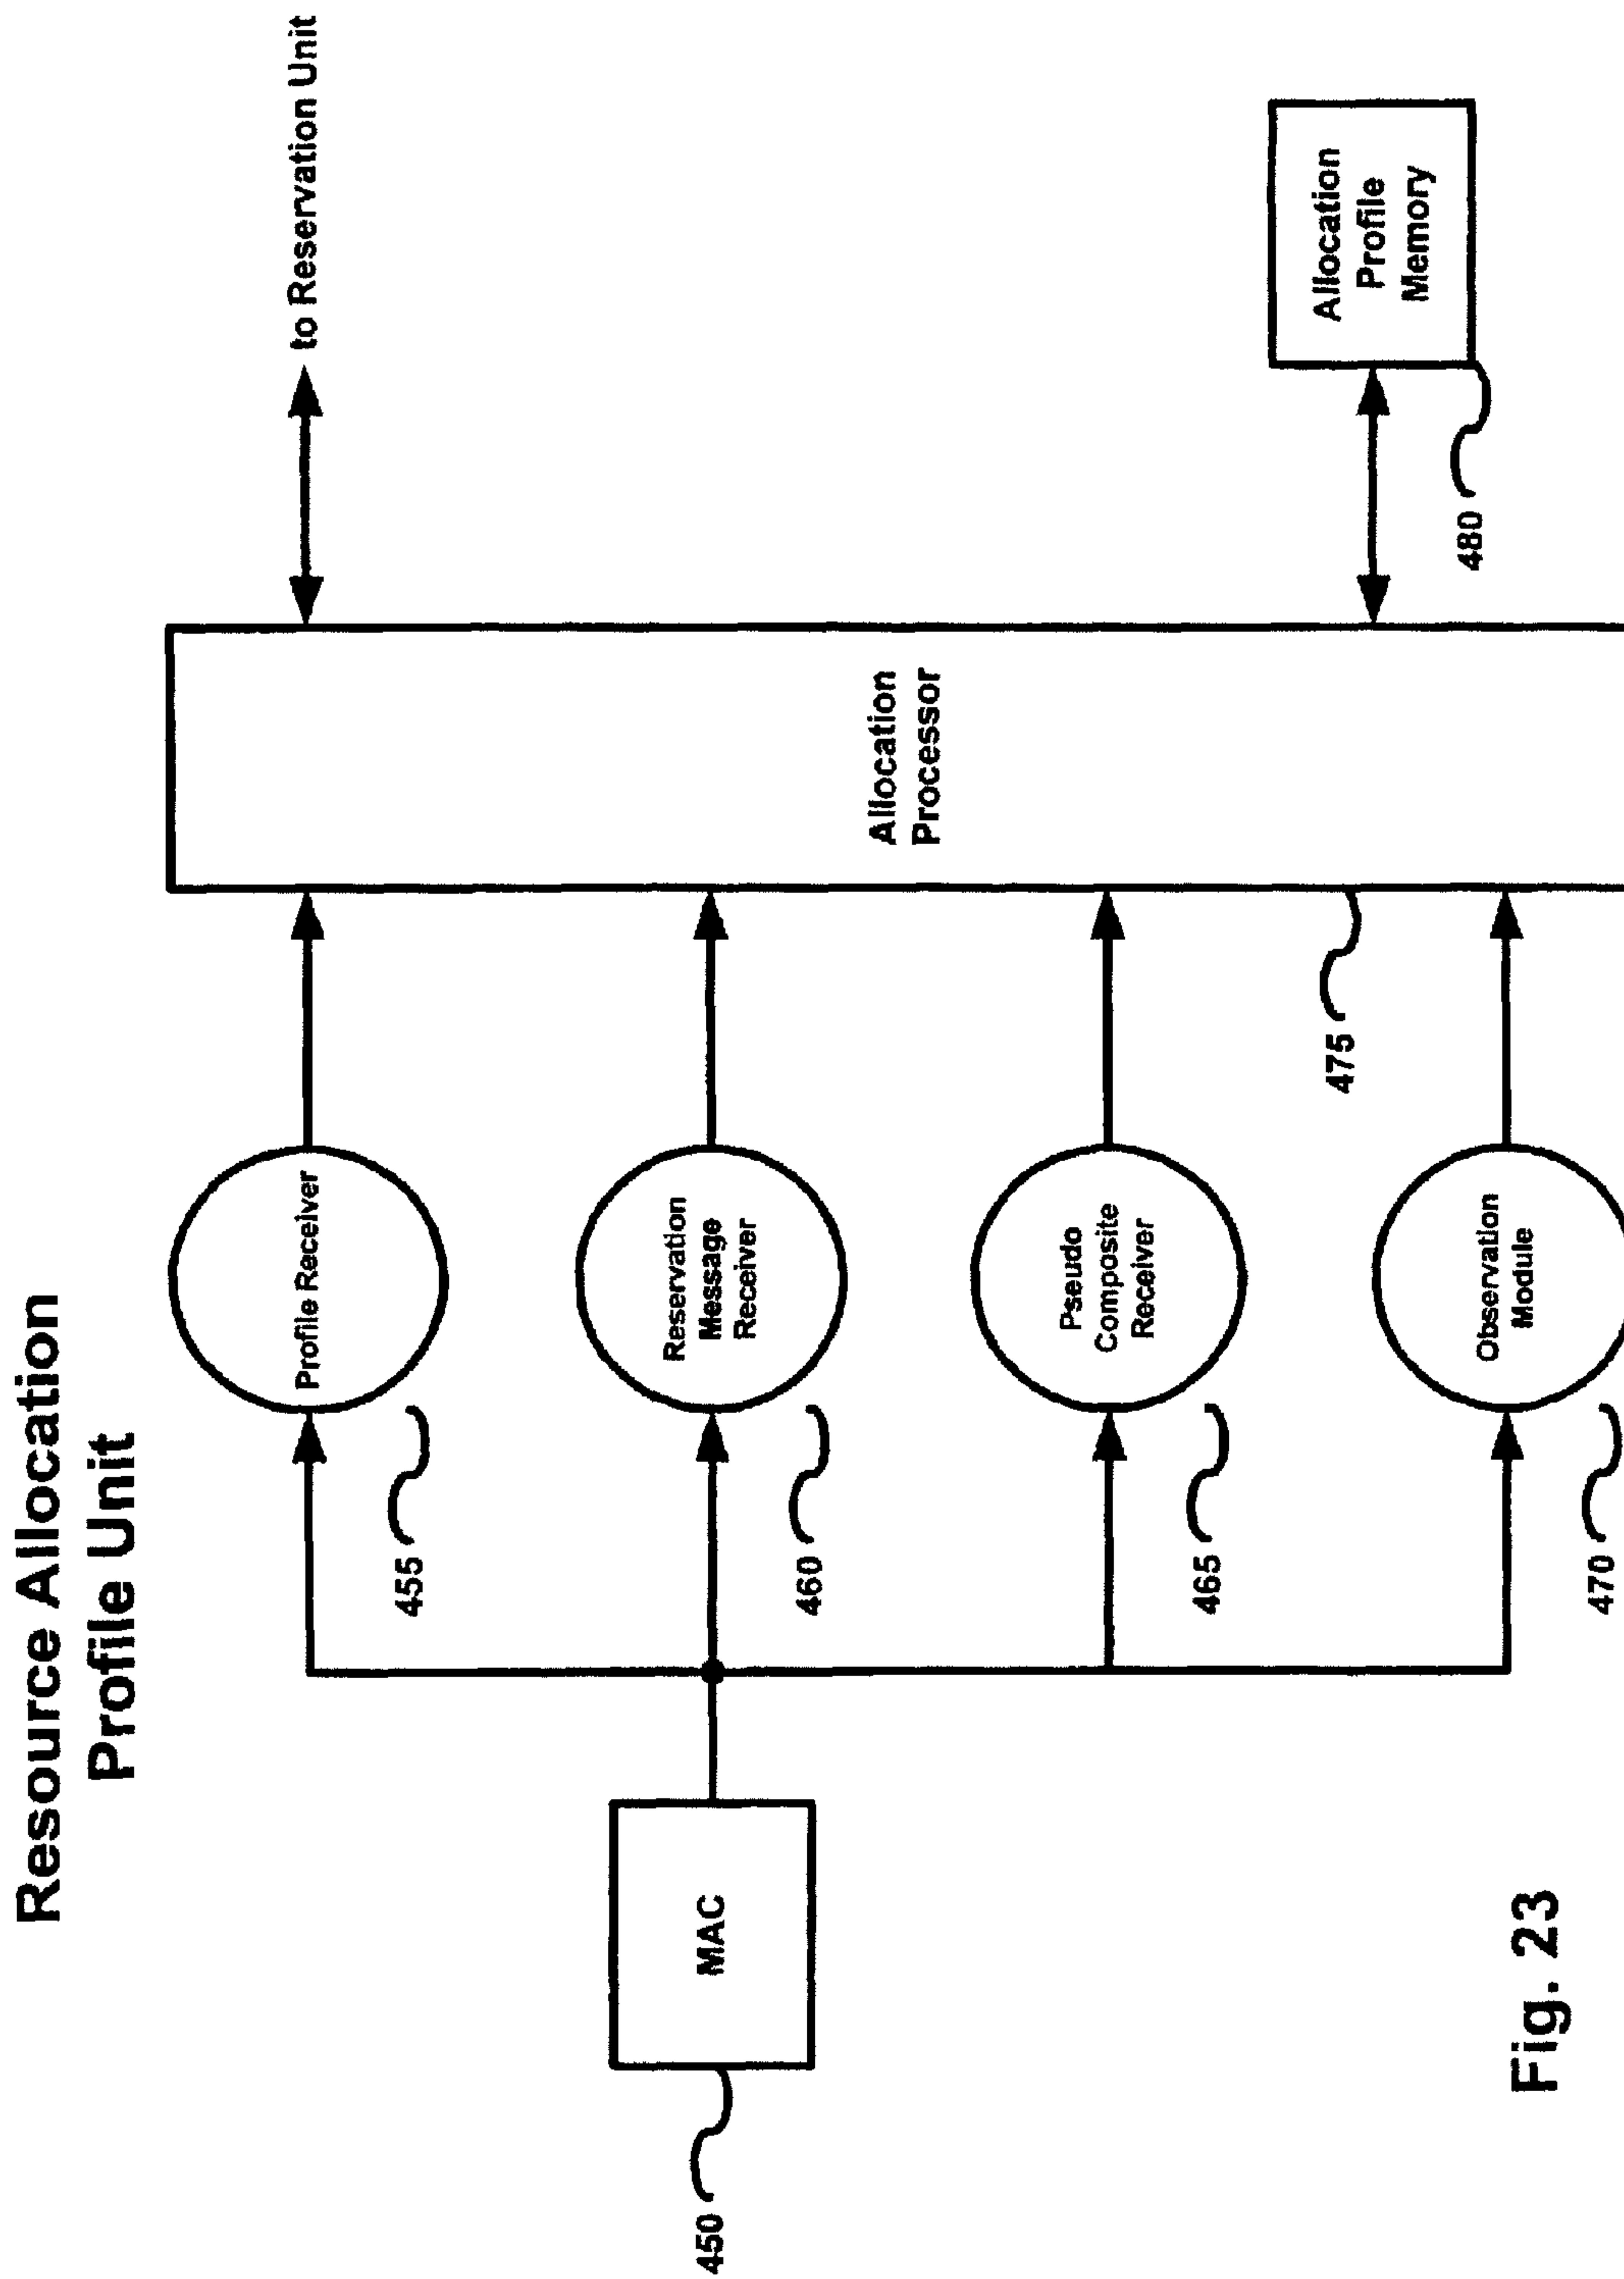 Resource Allocation
Profile Unit
to Reservation Unit
Profile Receiver
455
Reservation
Message
Receiver
460
MAC
450
Allocation
Processor
475
Pseudo
Composite
Receiver
465
Allocation
Profile
Memory
480
Observation
Module
470
Fig. 23